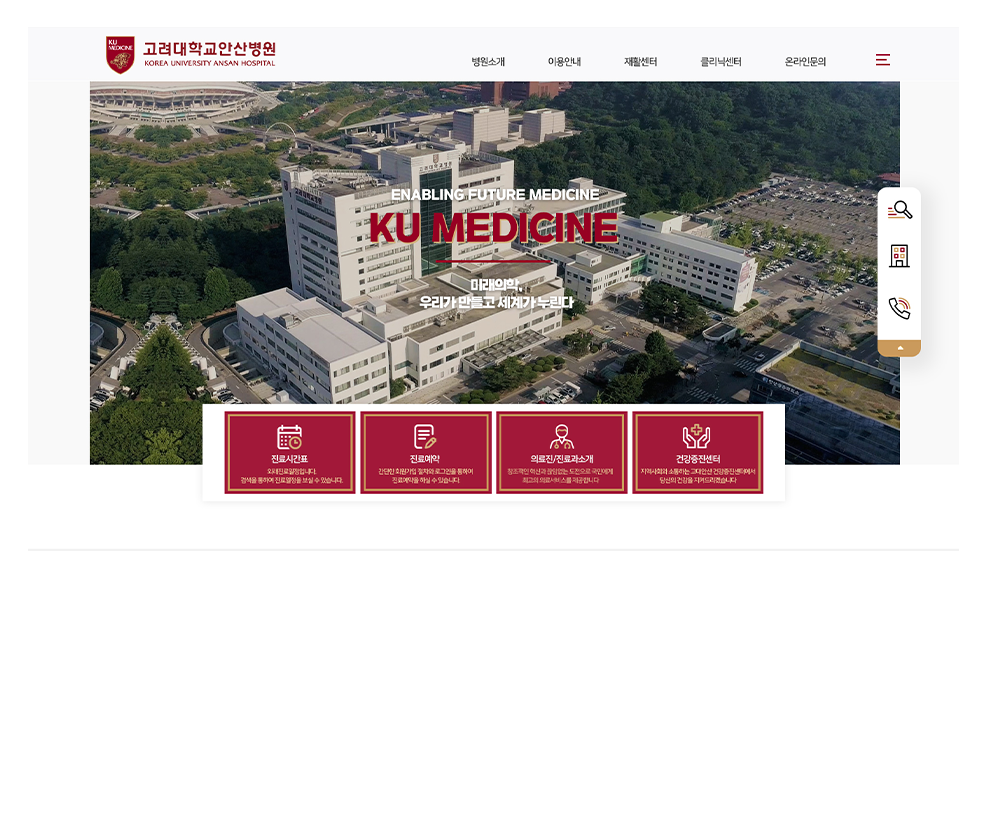 KU
MEDICINE
고려대학교안산병원
KOREA UNIVERSITY ANSAN HOSPITAL
병원소개
이용안내
재활센터
클리닉센터
온라인문의
고려대학교병원
ENABLING FUTURE MEDICINE
KU MEDICINE
미래의학,
우리가 만들고 세계가 누린다
진료시간표
외래진료일정입니다.
검색을 통하여 진료일정을 보실 수 있습니다.
진료예약
간단한 회원가입 절차와 로그인을 통하여
진료예약을 하실 수 있습니다.
의료진/진료과소개
창조적인 혁신과 끊임없는 도전으로 국민에게
최고의 의료서비스를 제공합니다
건강증진센터
지역사회와 소통하는 고대안산 건강증진센터에서
당신의 건강을 지켜드리겠습니다